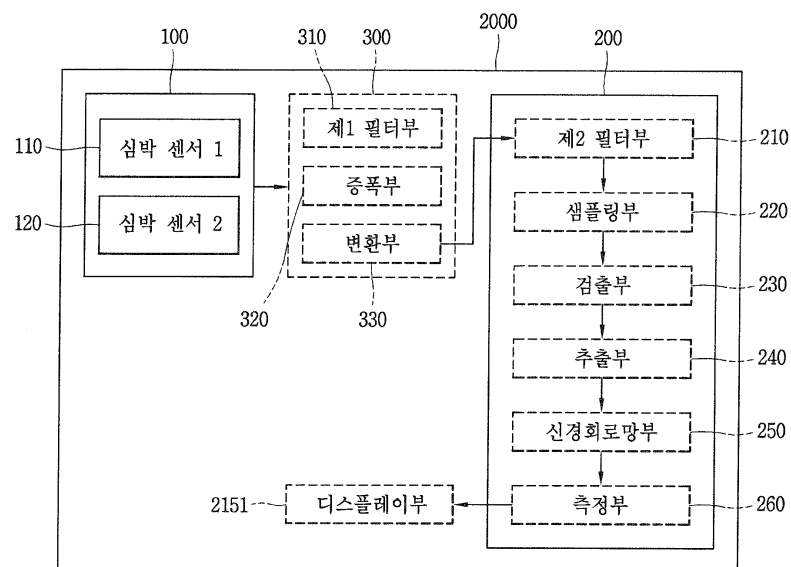 2000
100
310
300
200
110
심박 센서 1
제1 필터부
제2 필터부
210
120
심박 센서 2
증폭부
샘플링부
220
변환부
320
330
검출부
230
추출부
240
신경회로망부
250
2151
디스플레이부
측정부
260